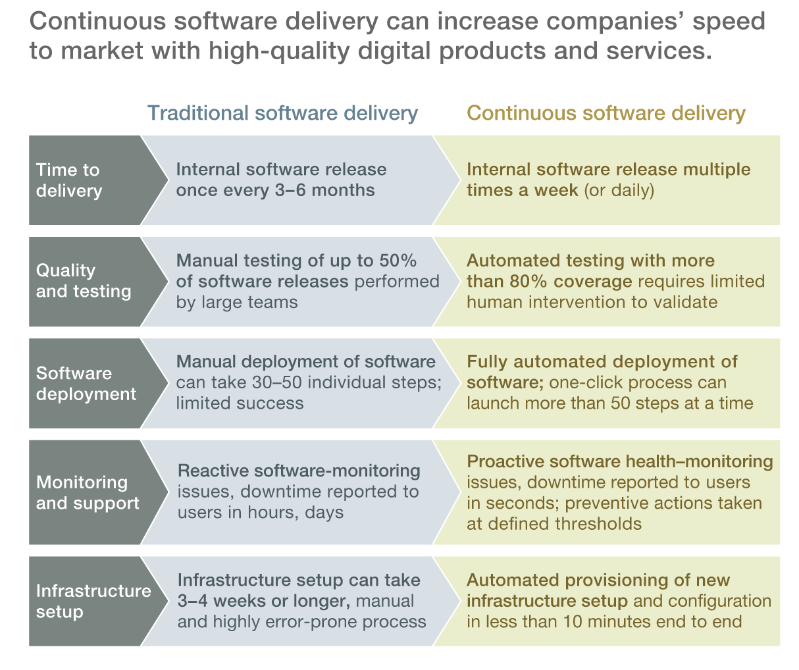 Continuous software delivery can increase companies’ speed
to market with high-quality digital products and services.
Traditional software delivery
Continuous software delivery
Time to
delivery
Internal software release
once every 3–6 months
Internal software release multiple
times a week (or daily)
Quality
and testing
Manual testing of up to 50%
of software releases performed
by large teams
Automated testing with more
than 80% coverage requires limited
human intervention to validate
Software
deployment
Manual deployment of software
can take 30–50 individual steps;
limited success
Fully automated deployment of
software; one-click process can
launch more than 50 steps at a time
Monitoring
and support
Reactive software-monitoring
issues, downtime reported to
users in hours, days
Proactive software health–monitoring
issues, downtime reported to users
in seconds; preventive actions taken
at defined thresholds
Infrastructure
setup
Infrastructure setup can take
3–4 weeks or longer, manual
and highly error-prone process
Automated provisioning of new
infrastructure setup and configuration
in less than 10 minutes end to end